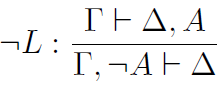 ¬L : Γ ⊢ Δ, A
Γ, ¬A ⊢ Δ